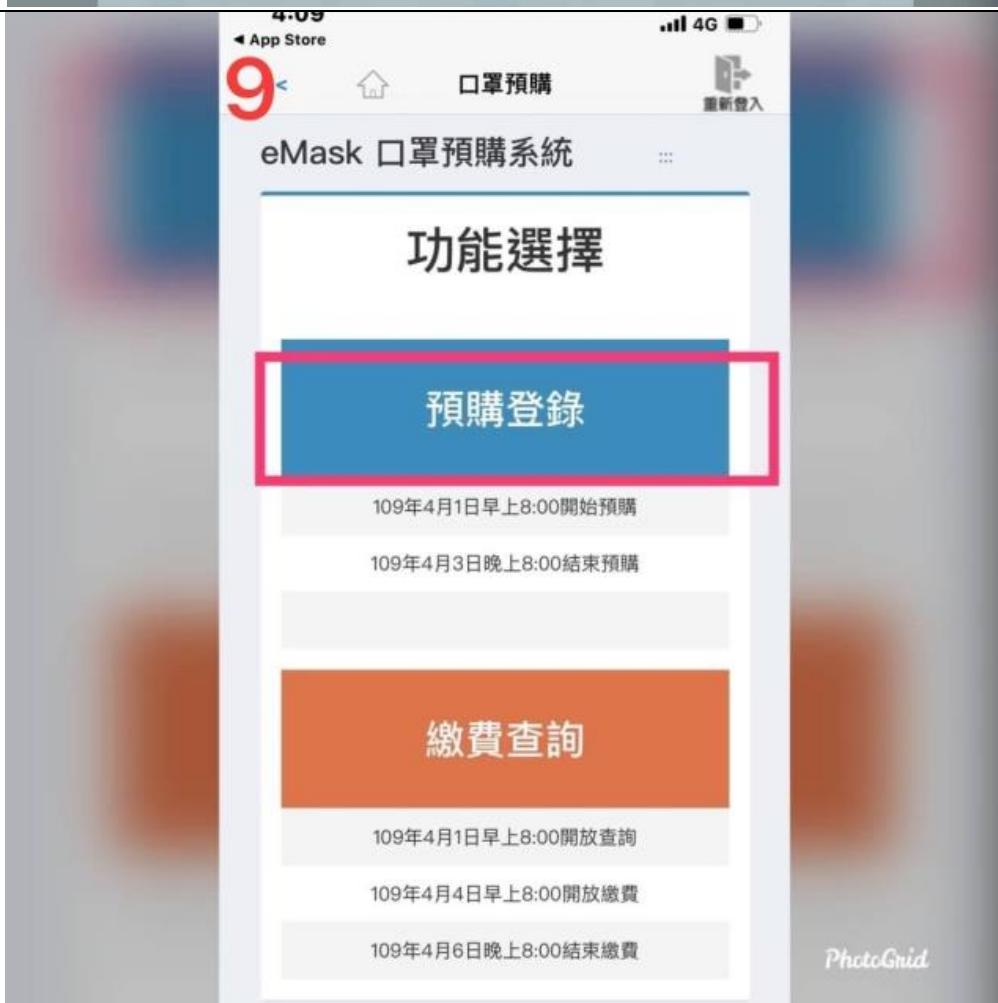 4:09
4G
◀ App Store
9
<
口罩預購
重新登入
eMask 口罩預購系統
功能選擇
預購登錄
109年4月1日早上8:00開始預購
109年4月3日晚上8:00結束預購
繳費查詢
109年4月1日早上8:00開放查詢
109年4月4日早上8:00開放繳費
109年4月6日晚上8:00結束繳費
PhotoGrid